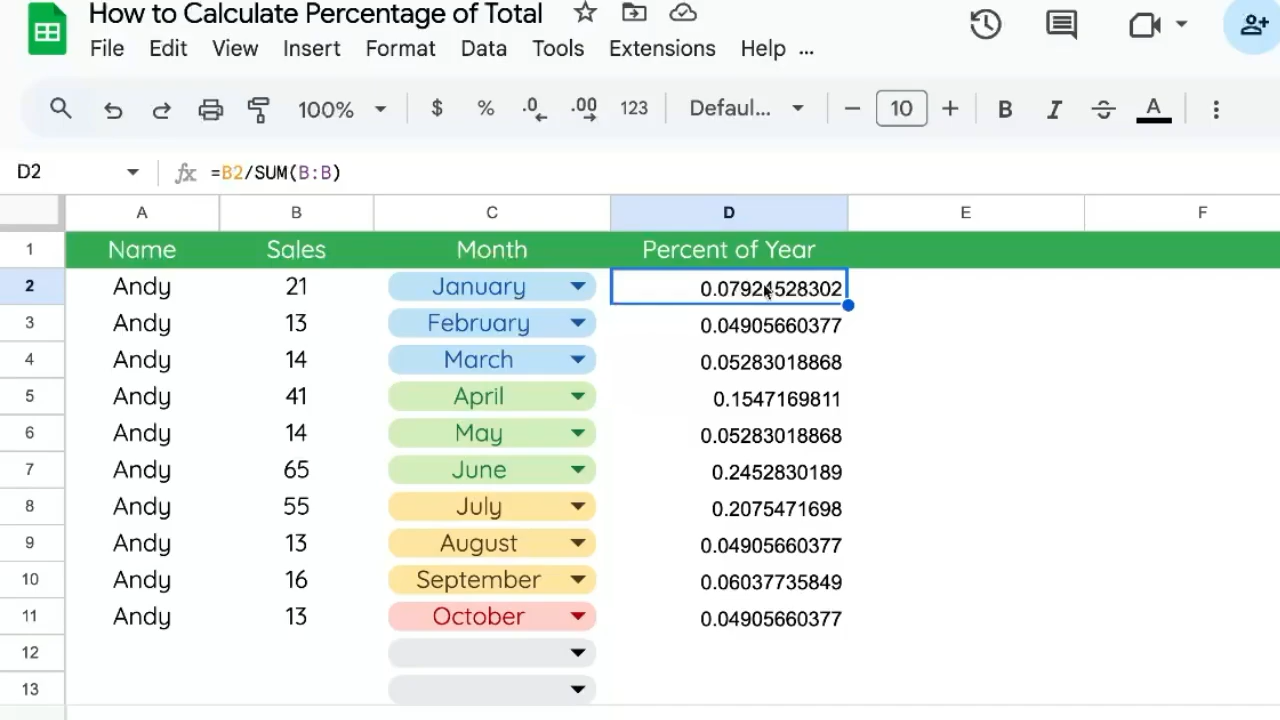 How to Calculate Percentage of Total
File Edit View Insert Format Data Tools Extensions Help ...
100% $ % .0 .00 123 Defaul... − 10 + B I S A
D2 fx =B2/SUM(B:B)
A B C D E F
1 Name Sales Month Percent of Year
2 Andy 21 January 0.07924528302
3 Andy 13 February 0.04905660377
4 Andy 14 March 0.05283018868
5 Andy 41 April 0.1547169811
6 Andy 14 May 0.05283018868
7 Andy 65 June 0.2452830189
8 Andy 55 July 0.2075471698
9 Andy 13 August 0.04905660377
10 Andy 16 September 0.06037735849
11 Andy 13 October 0.04905660377
12
13